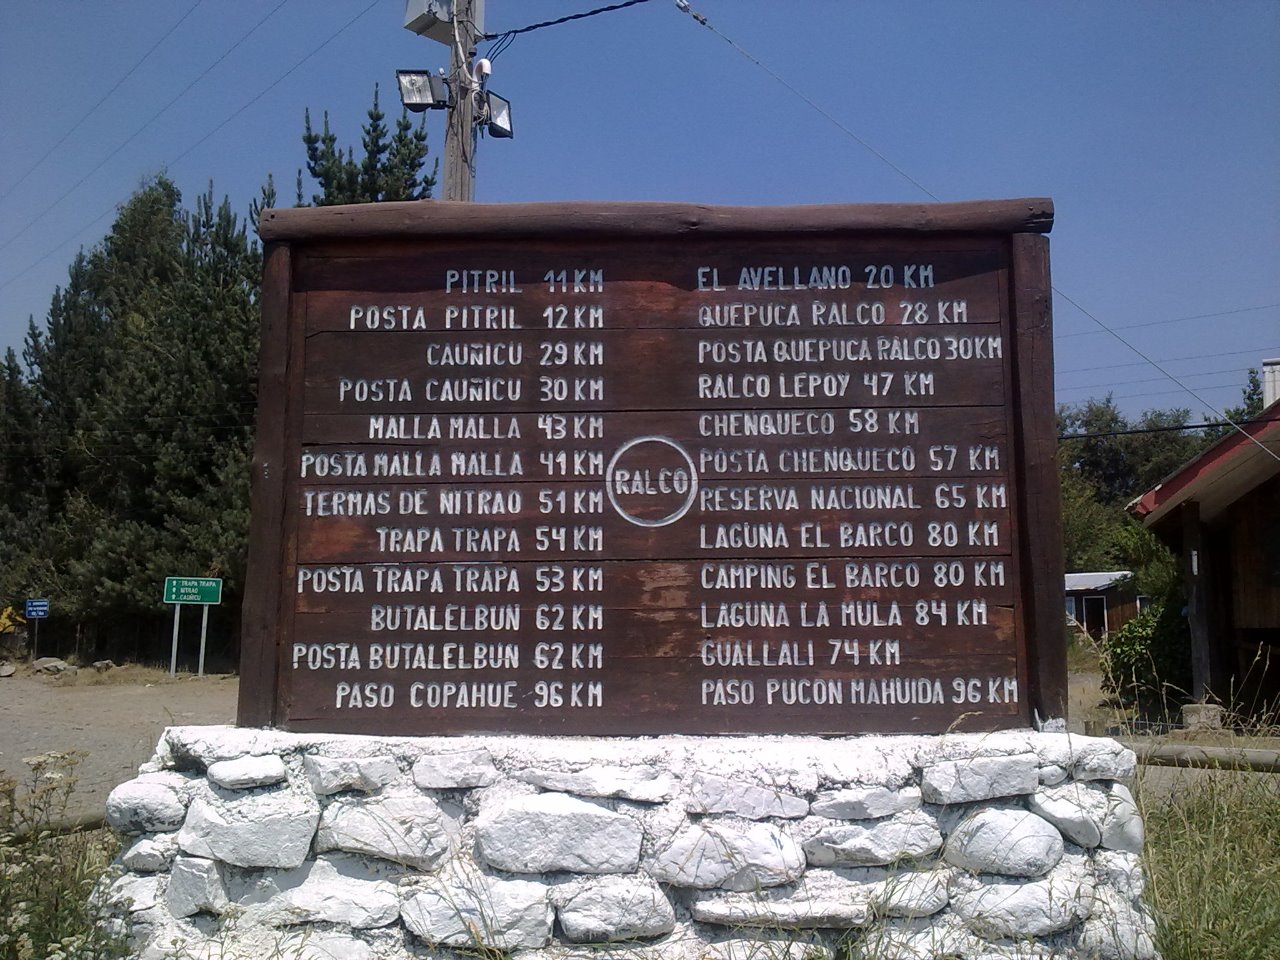 PITRIL 11 KM
POSTA PITRIL 12 KM
CAUÑICU 29 KM
POSTA CAUÑICU 30 KM
MALLA MALLA 43 KM
POSTA MALLA MALLA 41 KM
TERMAS DE NITRAO 51 KM
TRAPA TRAPA 54 KM
POSTA TRAPA TRAPA 53 KM
BUTALELBUN 62 KM
POSTA BUTALELBUN 62 KM
PASO COPAHUE 96 KM
RALCO
EL AVELLANO 20 KM
QUEPUCA RALCO 28 KM
POSTA QUEPUCA RALCO 30KM
RALCO LEPOY 47 KM
CHENQUECO 58 KM
POSTA CHENQUECO 57 KM
RESERVA NACIONAL 65 KM
LAGUNA EL BARCO 80 KM
CAMPING EL BARCO 80 KM
LAGUNA LA MULA 84 KM
GUALLALI 74 KM
PASO PUCON MAHUIDA 96 KM
TRAPA TRAPA
NITRAO
CAUÑICU